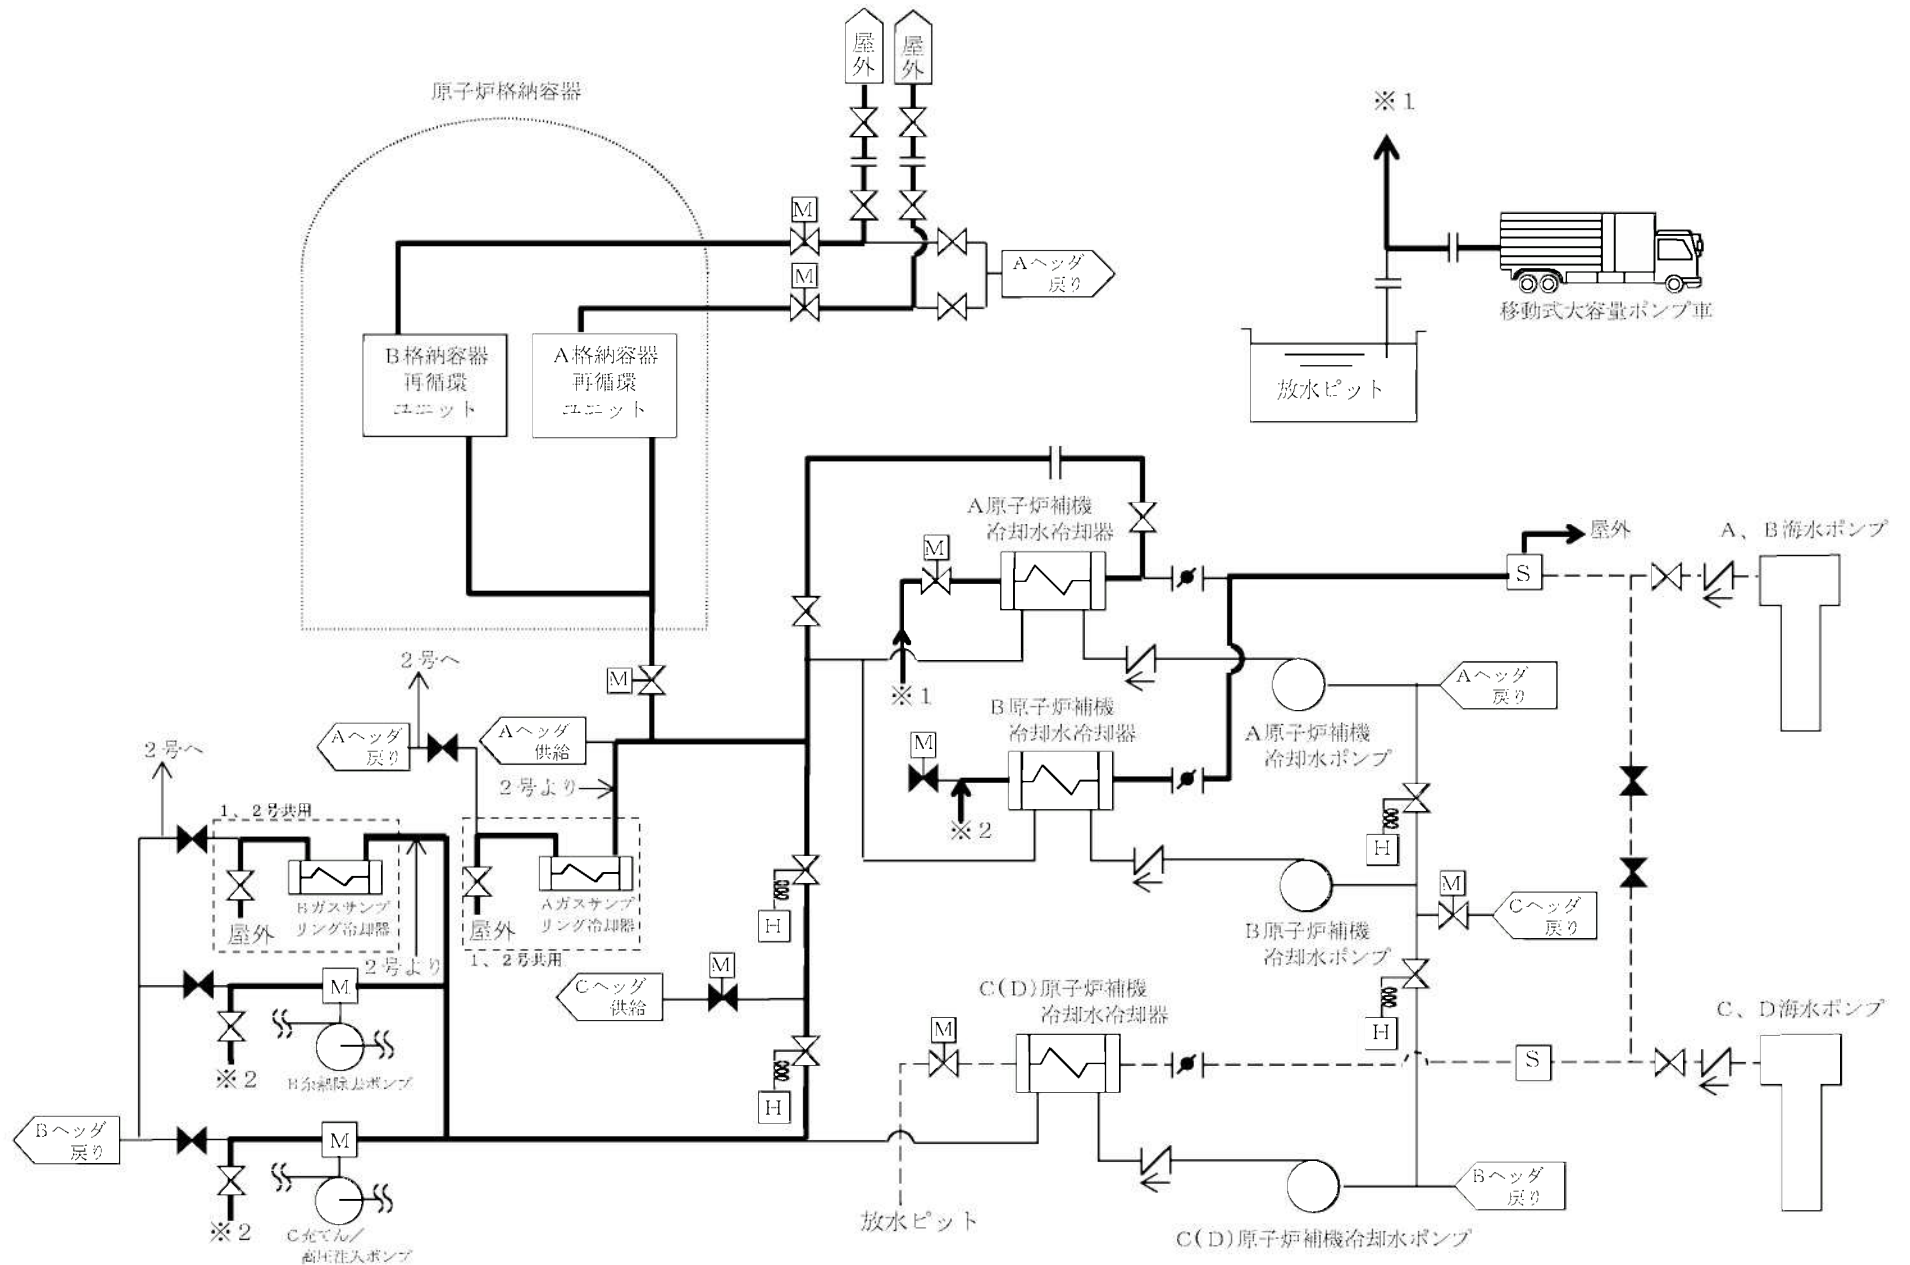 屋外
屋外
原子炉格納容器
※1
M
M
Aヘッダ
戻り
移動式大容量ポンプ車
B格納容器
再循環
ユニット
A格納容器
再循環
ユニット
放水ピット
A原子炉補機
冷却水冷却器
M
屋外
S
A、B海水ポンプ
2号へ
M
※1
Aヘッダ
戻り
B原子炉補機
冷却水冷却器
M
A原子炉補機
冷却水ポンプ
2号へ
Aヘッダ
戻り
Aヘッダ
供給
2号より
1、2号共用
※2
H
Bガスサンプ
リング冷却器
屋外
Aガスサンプ
リング冷却器
屋外
1、2号共用
H
M
Cヘッダ
戻り
B原子炉補機
冷却水ポンプ
2号より
M
M
Cヘッダ
供給
C(D)原子炉補機
冷却水冷却器
M
H
S
C、D海水ポンプ
※2
B余熱除去ポンプ
H
Bヘッダ
戻り
M
Bヘッダ
戻り
※2
C充てん/
高圧注入ポンプ
放水ピット
C(D)原子炉補機冷却水ポンプ